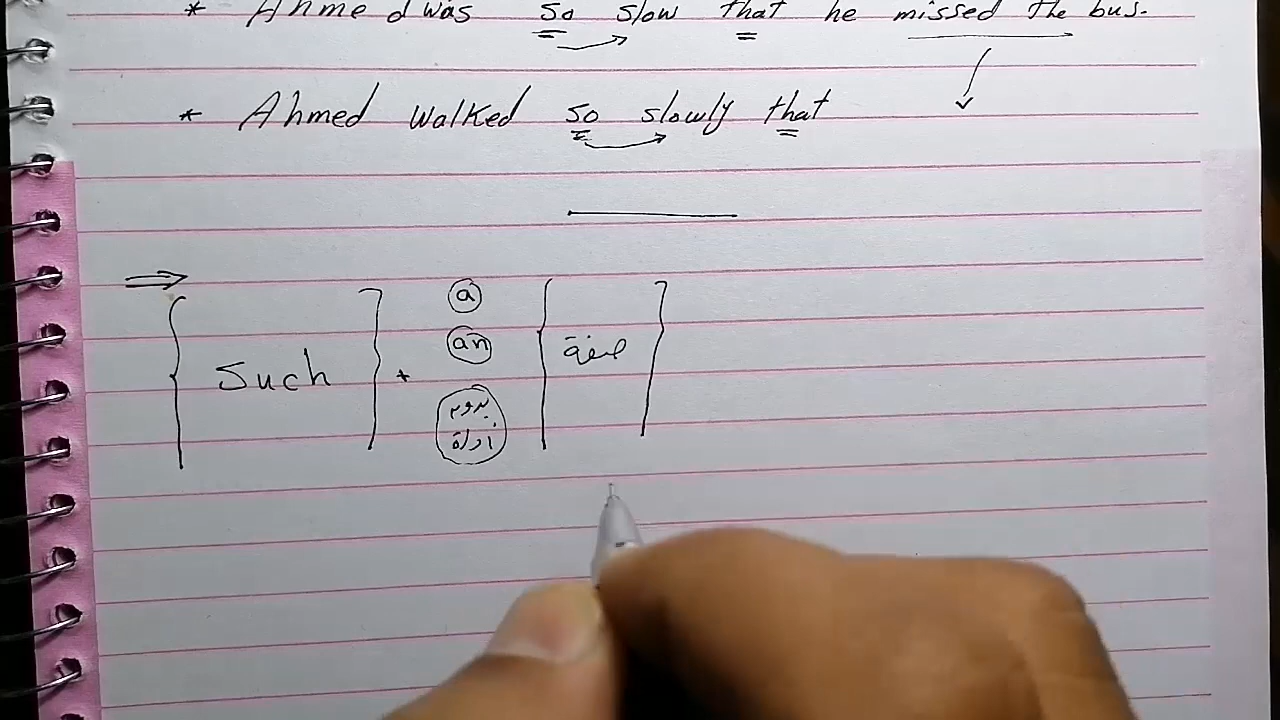 * Ahmed was so slow that he missed the bus.
* Ahmed walked so slowly that
⇒
{ Such } + a an بدون أداة { صفة }